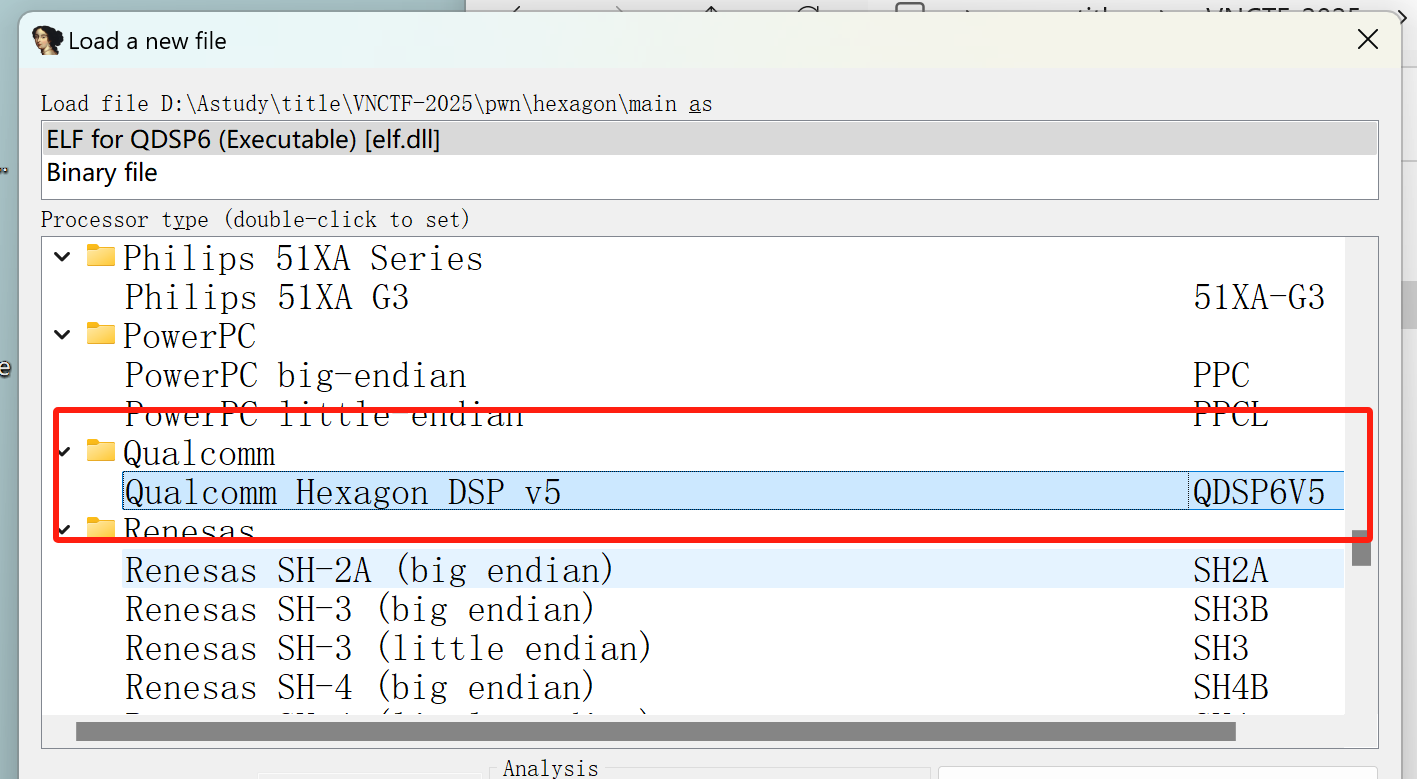 Load a new file
Load file D:\Astudy\title\VNCTF-2025\pwn\hexagon\main as
ELF for QDSP6 (Executable) [elf.dll]
Binary file
Processor type (double-click to set)
Philips 51XA Series
Philips 51XA G3 51XA-G3
PowerPC
PowerPC big-endian PPC
PowerPC little endian PPCL
Qualcomm
Qualcomm Hexagon DSP v5 QDSP6V5
Renesas
Renesas SH-2A (big endian) SH2A
Renesas SH-3 (big endian) SH3B
Renesas SH-3 (little endian) SH3
Renesas SH-4 (big endian) SH4B
Analysis